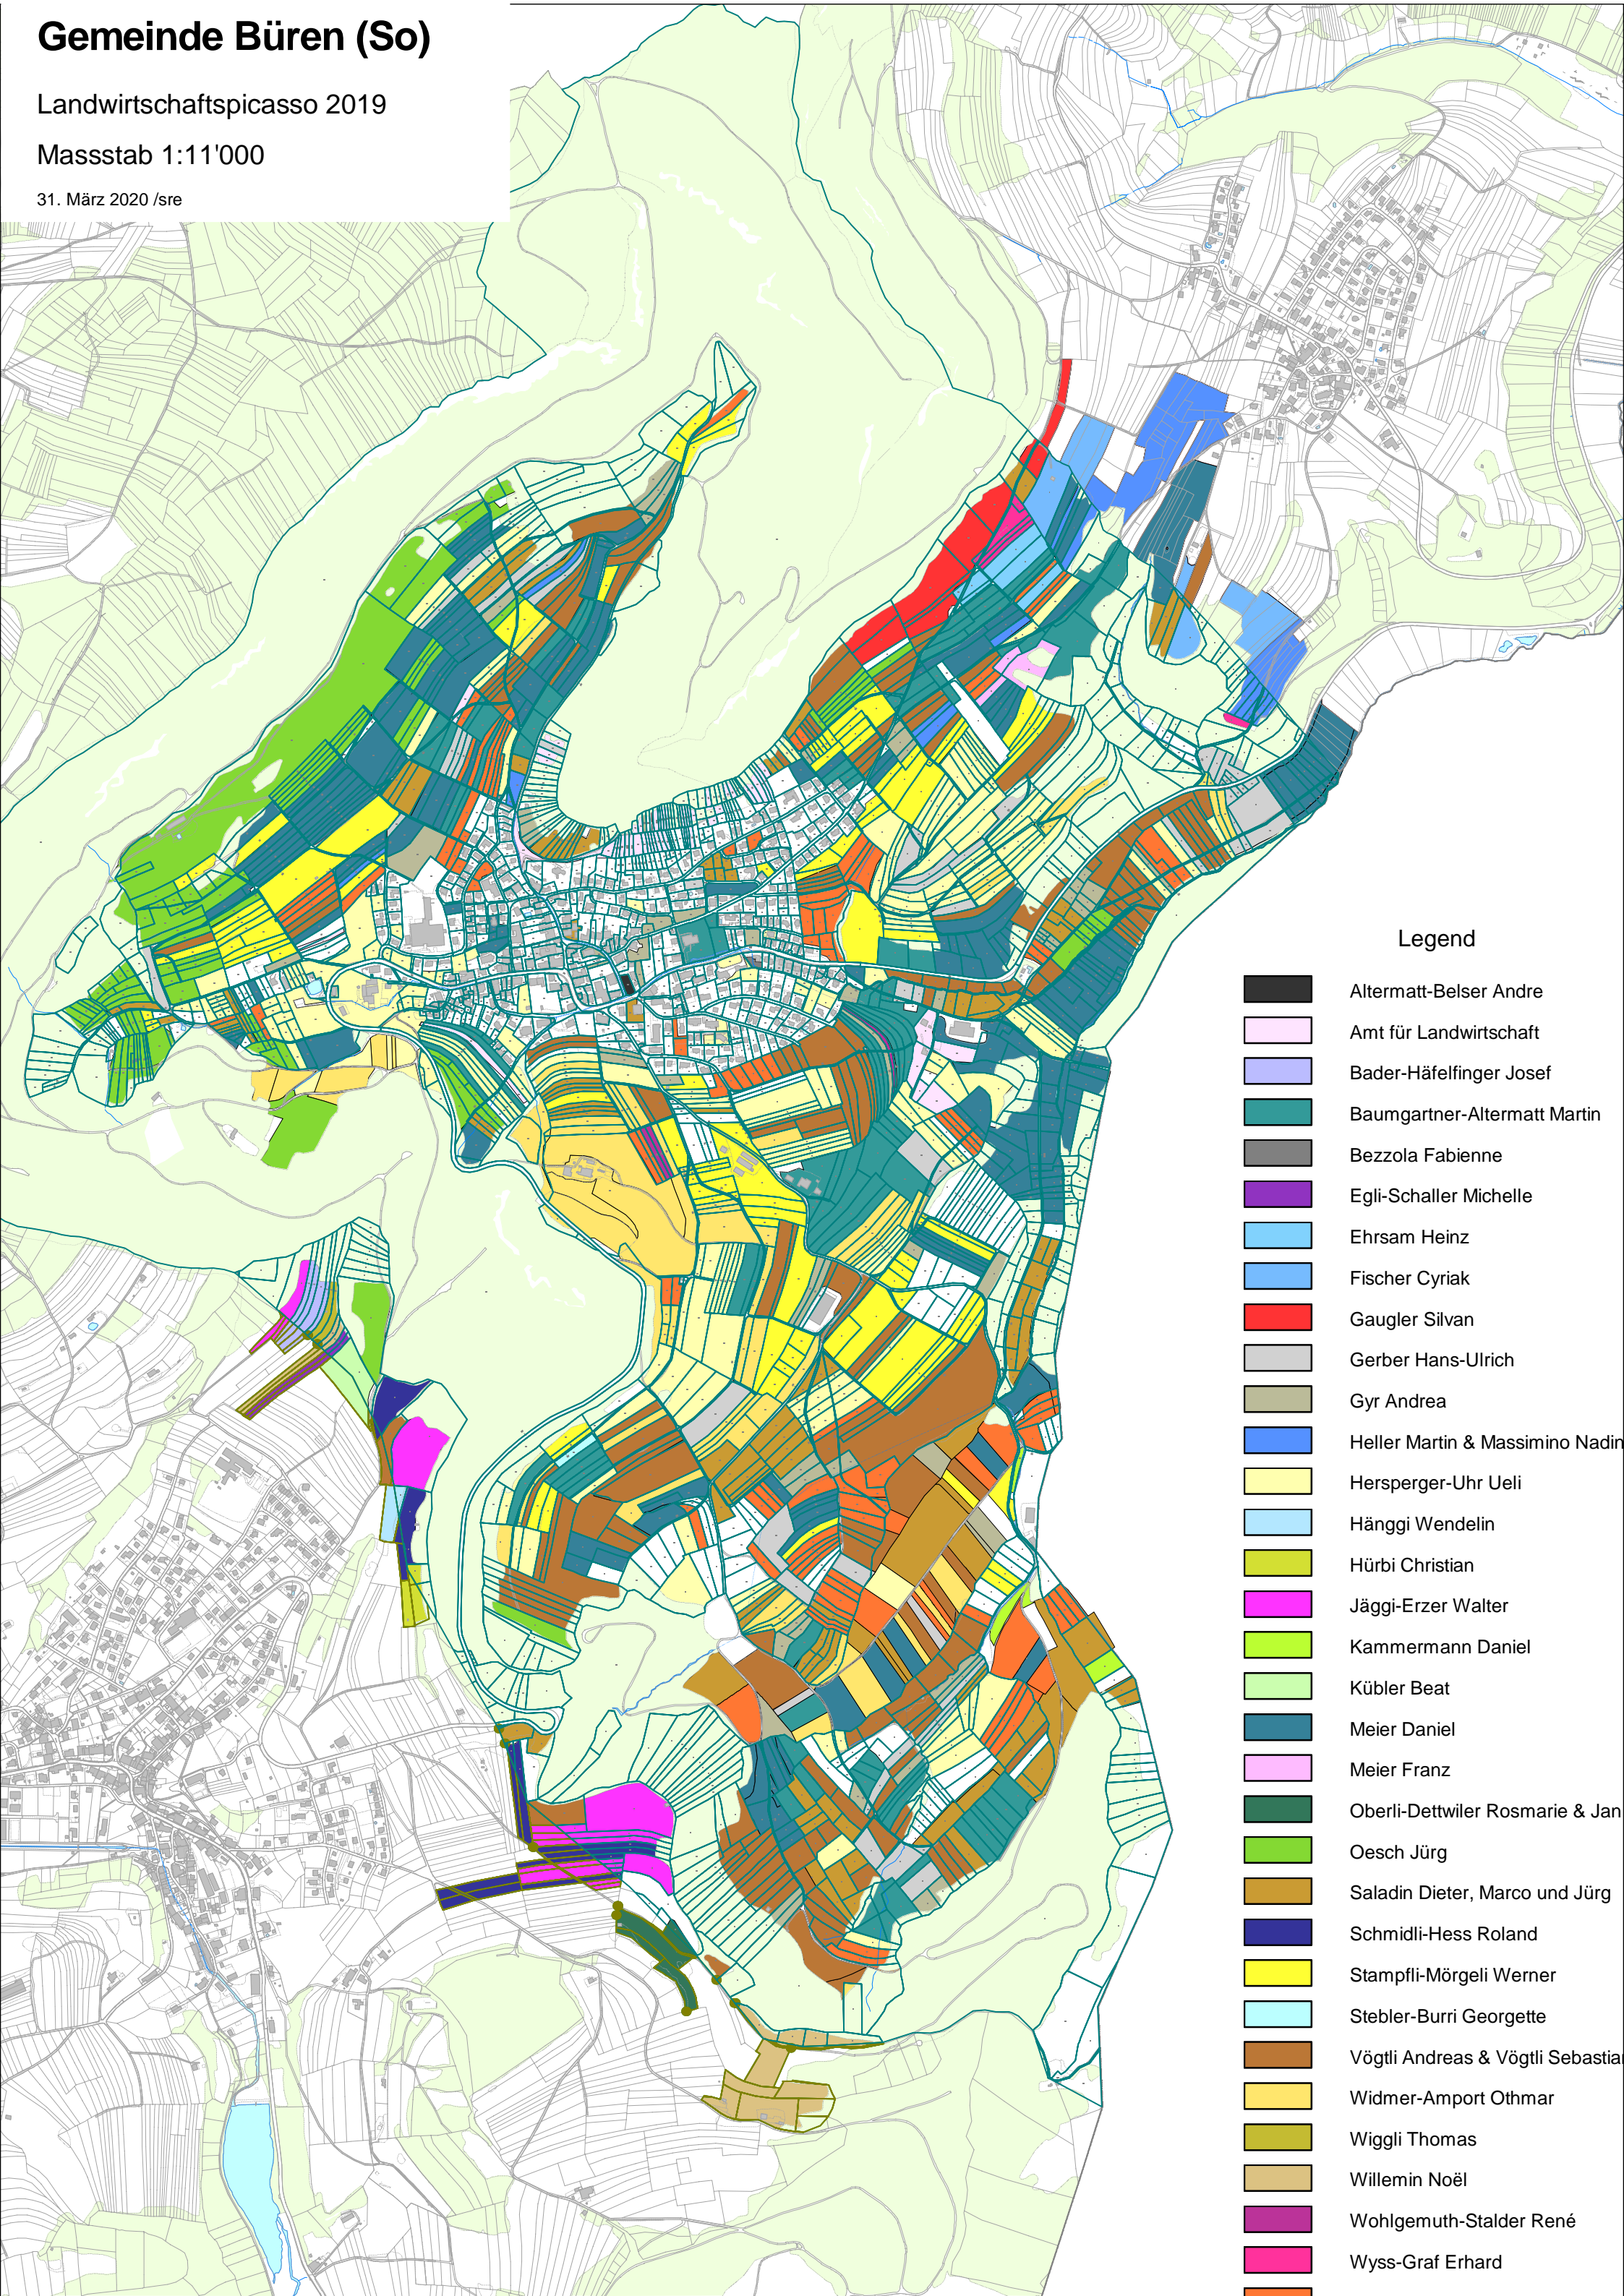 Gemeinde Büren (So)
Landwirtschaftspicasso 2019
Massstab 1:11'000
31. März 2020 /sre
Legend
Altermatt-Belser Andre
Amt für Landwirtschaft
Bader-Häfelfinger Josef
Baumgartner-Altermatt Martin
Bezzola Fabienne
Egli-Schaller Michelle
Ehrsam Heinz
Fischer Cyriak
Gaugler Silvan
Gerber Hans-Ulrich
Gyr Andrea
Heller Martin & Massimino Nadin
Hersperger-Uhr Ueli
Hänggi Wendelin
Hürbi Christian
Jäggi-Erzer Walter
Kammermann Daniel
Kübler Beat
Meier Daniel
Meier Franz
Oberli-Dettwiler Rosmarie & Jan
Oesch Jürg
Saladin Dieter, Marco und Jürg
Schmidli-Hess Roland
Stampfli-Mörgeli Werner
Stebler-Burri Georgette
Vögtli Andreas & Vögtli Sebastia
Widmer-Amport Othmar
Wiggli Thomas
Willemin Noël
Wohlgemuth-Stalder René
Wyss-Graf Erhard